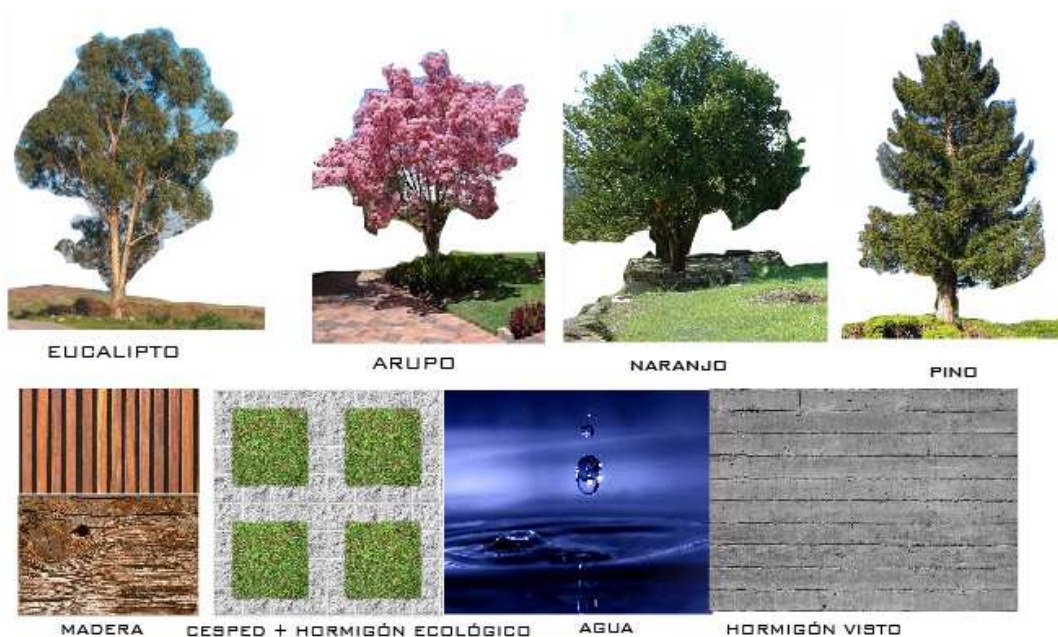 EUCALIPTO
ARUPO
NARANJO
PINO
MADERA
CESPED + HORMIGÓN ECOLÓGICO
AGUA
HORMIGÓN VISTO